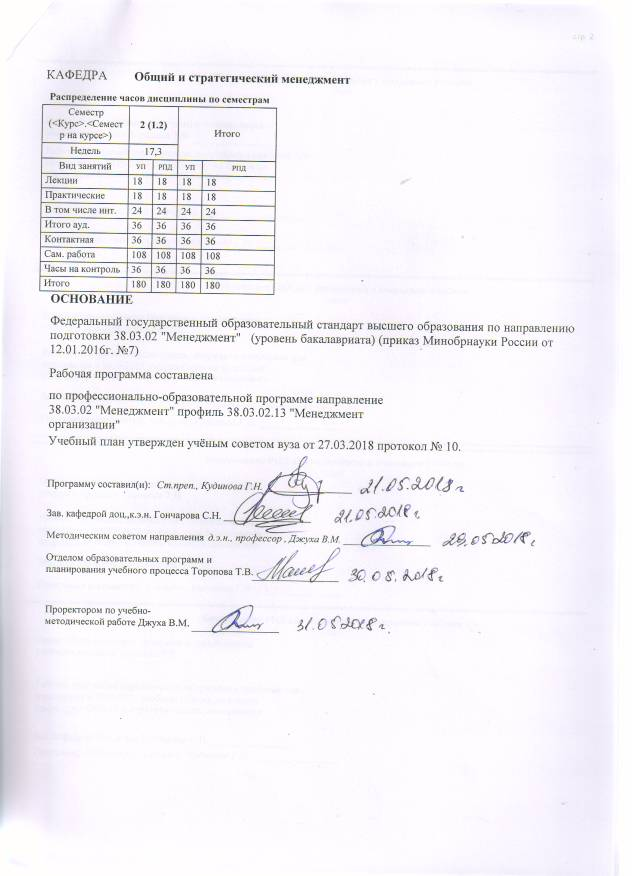 стр 2
КАФЕДРА Общий и стратегический менеджмент
Распределение часов дисциплины по семестрам
Семестр
(<Курс>.<Семест
р на курсе>) 2 (1.2) Итого
Недель 17,3
Вид занятий УП РПД УП РПД
Лекции 18 18 18 18
Практические 18 18 18 18
В том числе инт. 24 24 24 24
Итого ауд. 36 36 36 36
Контактная 36 36 36 36
Сам. работа 108 108 108 108
Часы на контроль 36 36 36 36
Итого 180 180 180 180
ОСНОВАНИЕ
Федеральный государственный образовательный стандарт высшего образования по направлению
подготовки 38.03.02 "Менеджмент" (уровень бакалавриата) (приказ Минобрнауки России от
12.01.2016г. №7)
Рабочая программа составлена
по профессионально-образовательной программе направление
38.03.02 "Менеджмент" профиль 38.03.02.13 "Менеджмент
организации"
Учебный план утвержден учёным советом вуза от 27.03.2018 протокол № 10.
Программу составил(и): Ст.преп., Кудинова Г.Н. 21.05.2018г
Зав. кафедрой доц.,к.э.н. Гончарова С.Н. 21.05.2018г.
Методическим советом направления д.э.н., профессор , Джуха В.М. 29.052018г.
Отделом образовательных программ и
планирования учебного процесса Торопова Т.В. 30.05.2018г
Проректором по учебно-
методической работе Джуха В.М. 31.052018г.